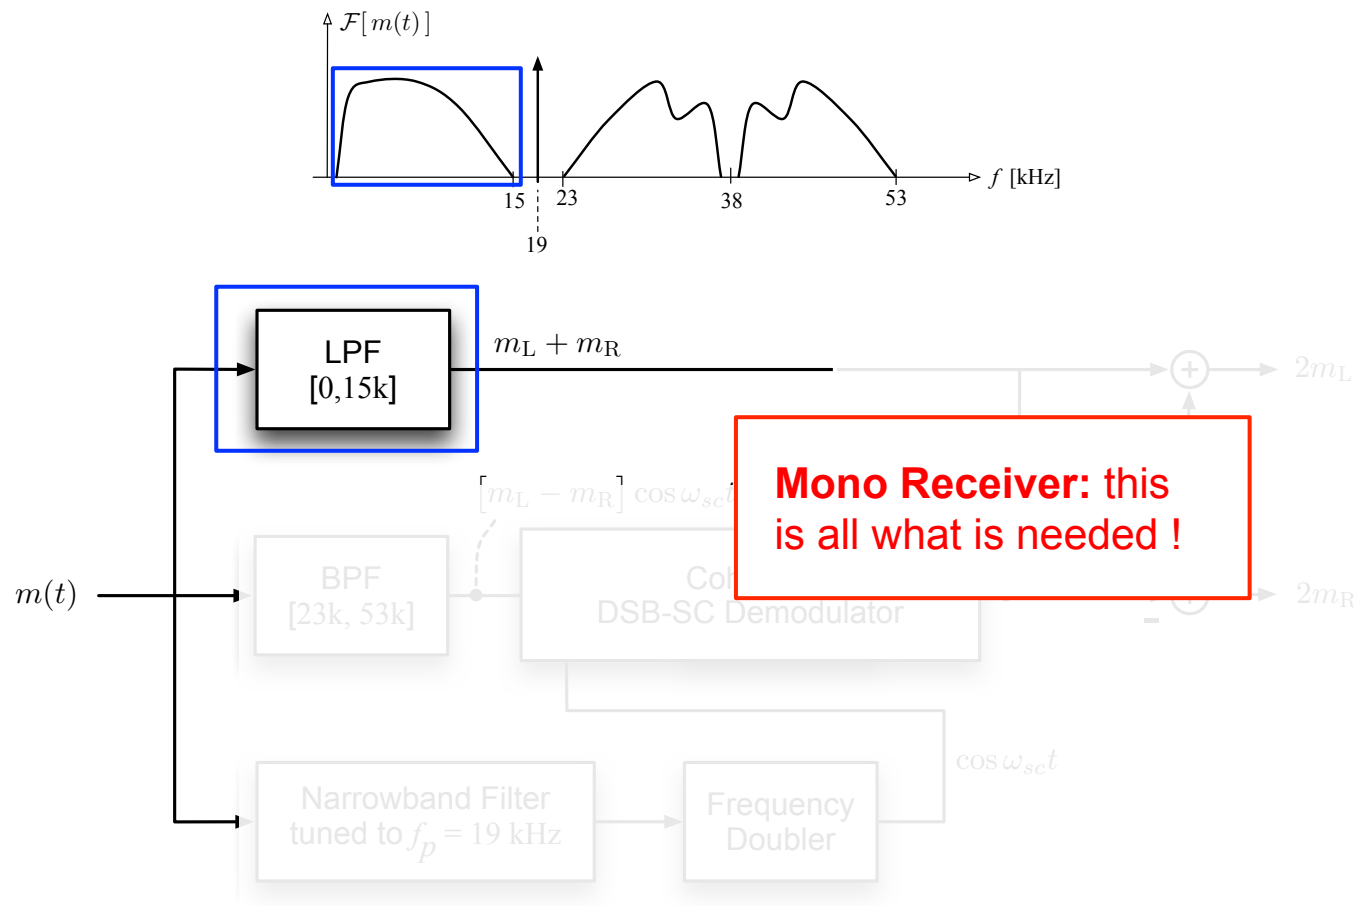 ℱ[m(t)]
f [kHz]
15 23 38 53
19
LPF
[0,15k]
m_L + m_R
+
2m_L
Mono Receiver: this
is all what is needed !
[m_L − m_R] cos ω_sc t
BPF
[23k, 53k]
DSB-SC Demodulator
m(t)
2m_R
−
cos ω_sc t
Narrowband Filter
tuned to f_p = 19 kHz
Frequency
Doubler